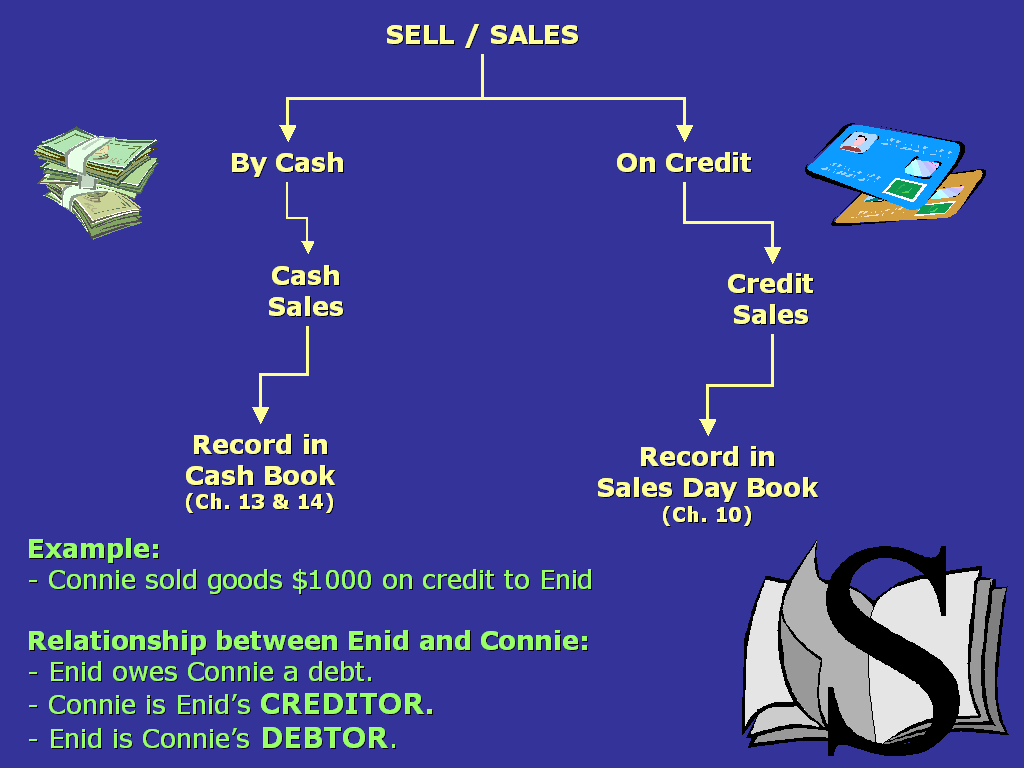 SELL / SALES
By Cash
On Credit
Cash
Sales
Credit
Sales
Record in
Cash Book
(Ch. 13 & 14)
Record in
Sales Day Book
(Ch. 10)
Example:
- Connie sold goods $1000 on credit to Enid
Relationship between Enid and Connie:
- Enid owes Connie a debt.
- Connie is Enid’s CREDITOR.
- Enid is Connie’s DEBTOR.
S